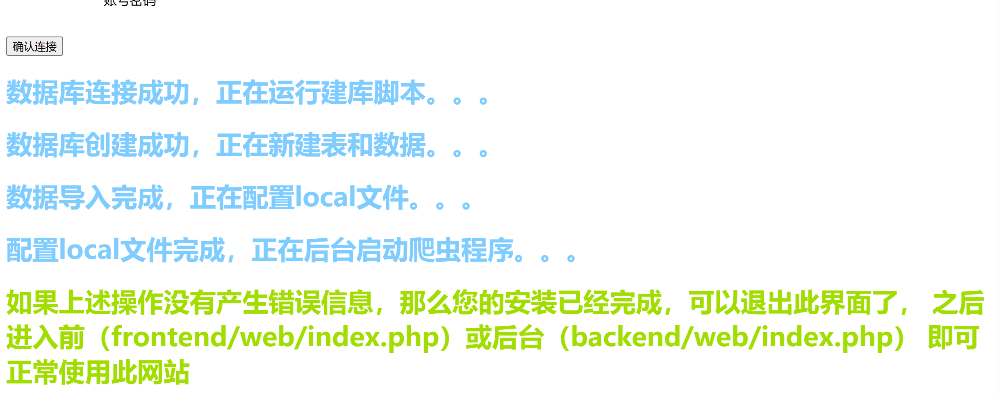 账号密码
确认连接
数据库连接成功，正在运行建库脚本。。。
数据库创建成功，正在新建表和数据。。。
数据导入完成，正在配置local文件。。。
配置local文件完成，正在后台启动爬虫程序。。。
如果上述操作没有产生错误信息，那么您的安装已经完成，可以退出此界面了， 之后
进入前（frontend/web/index.php）或后台（backend/web/index.php） 即可
正常使用此网站